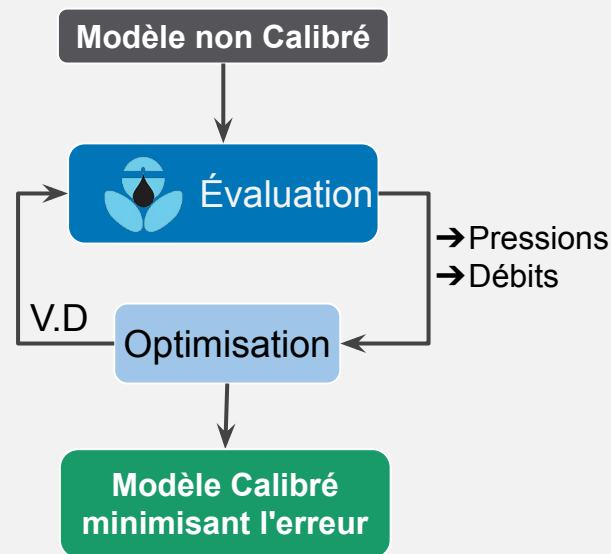 Modèle non Calibré
Évaluation
➔Pressions
➔Débits
V.D
Optimisation
Modèle Calibré
minimisant l'erreur